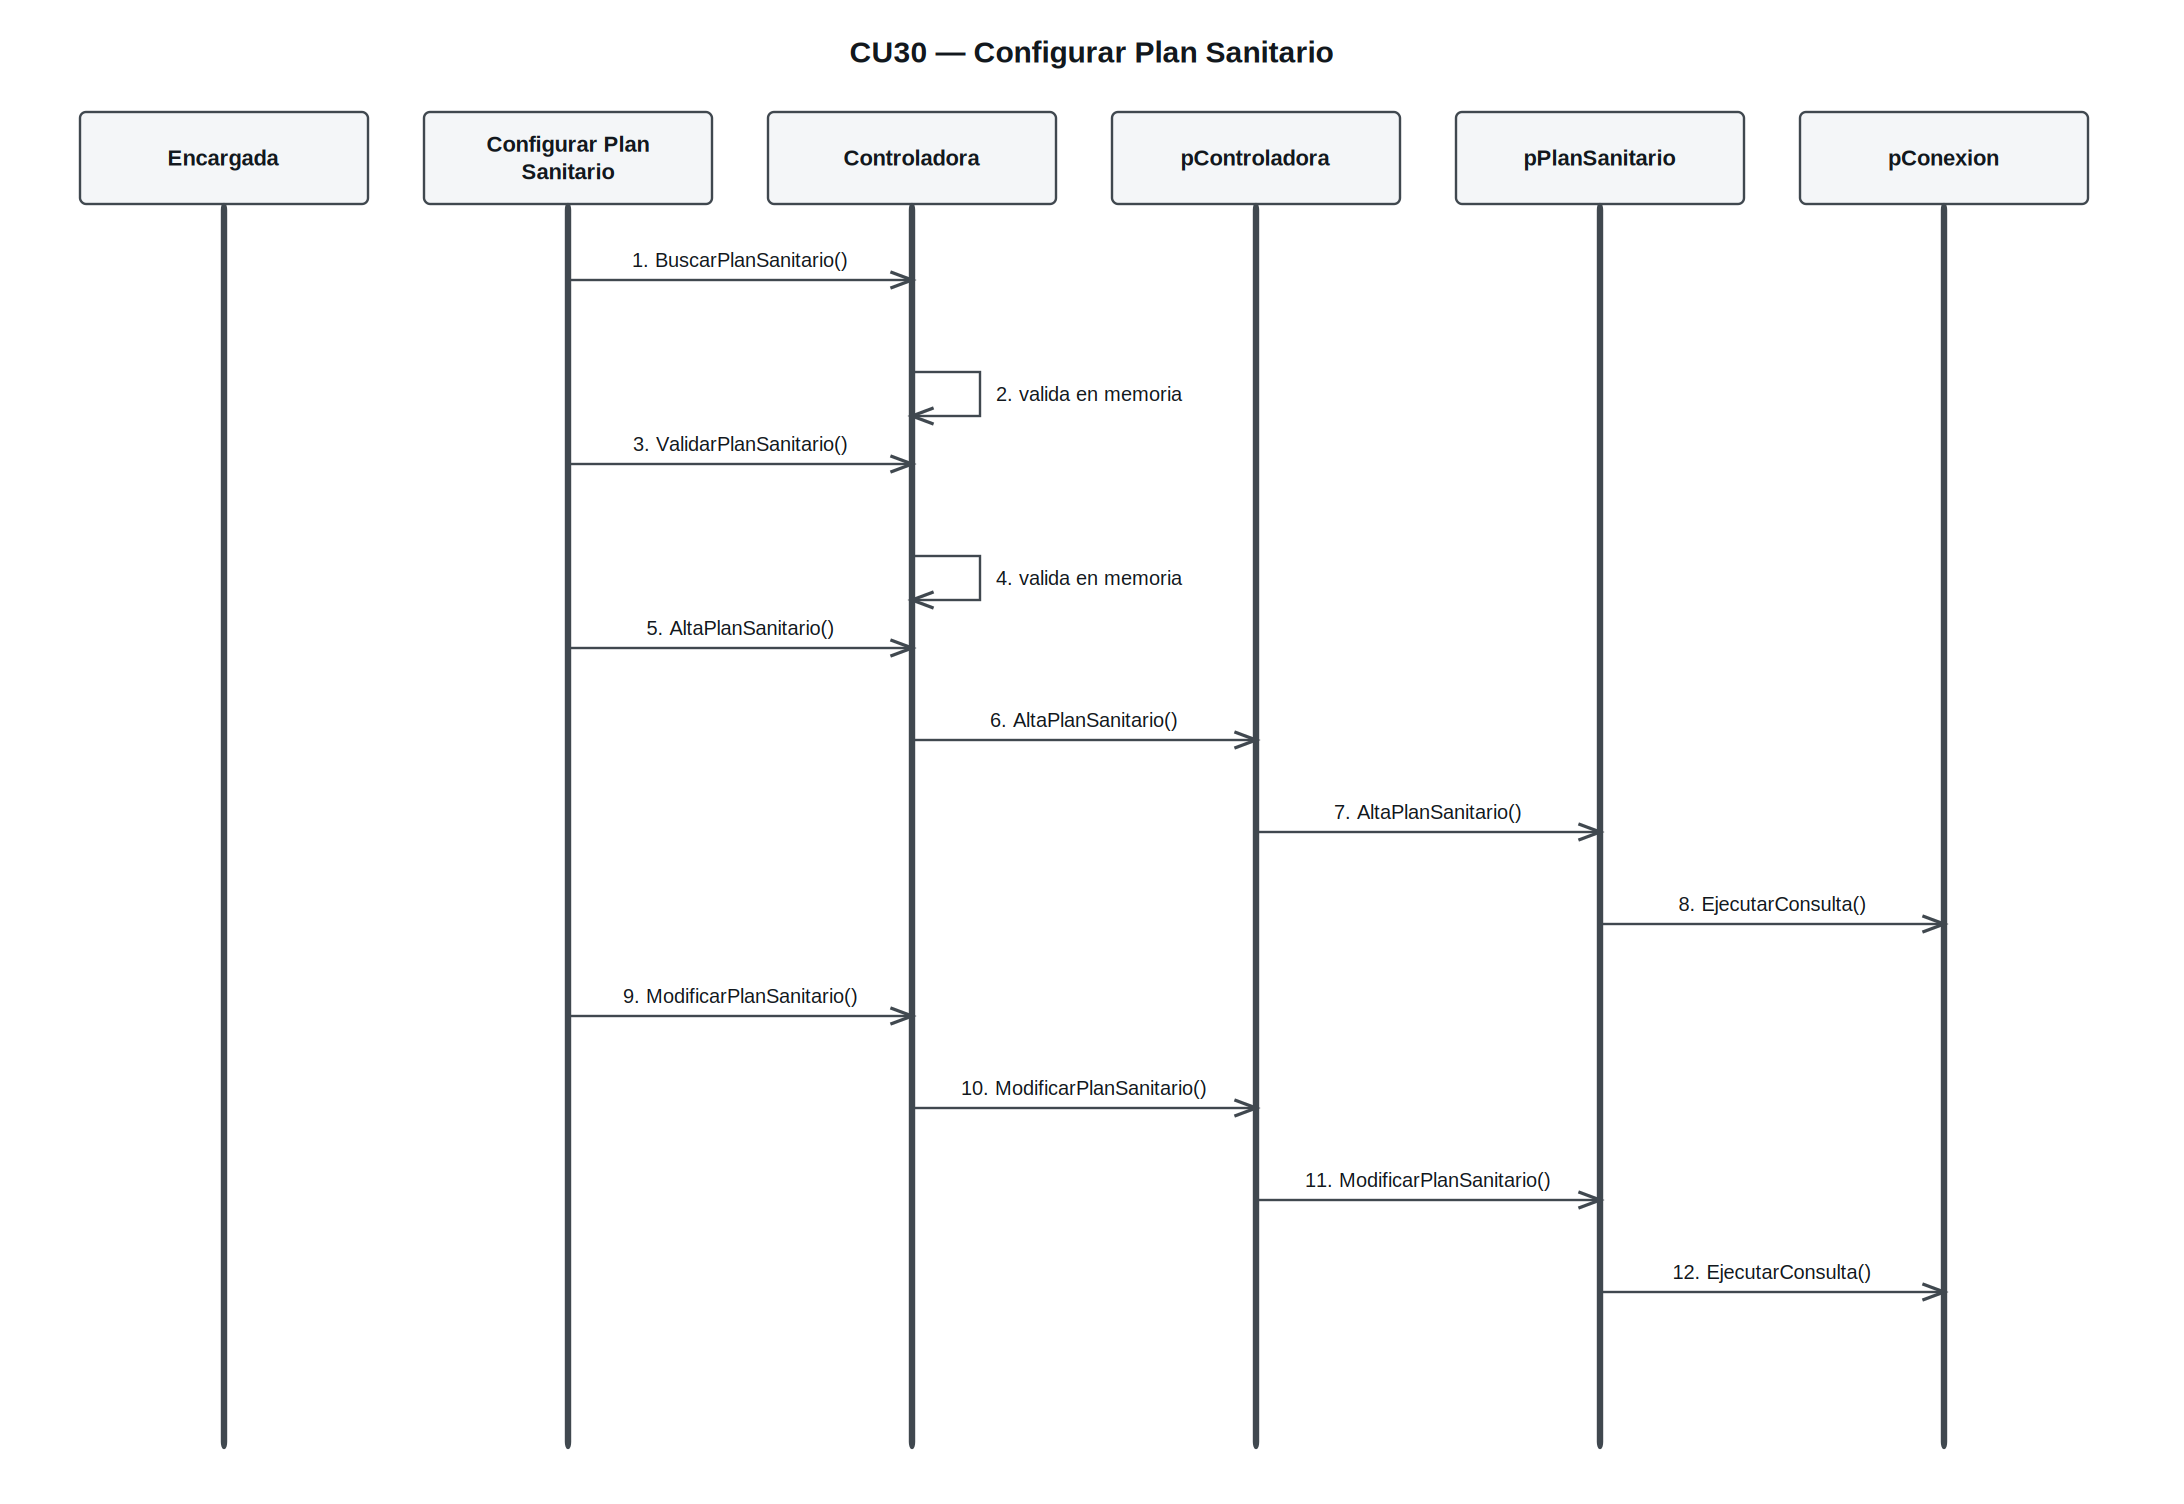 CU30 — Configurar Plan Sanitario
Encargada
Configurar Plan
Sanitario
Controladora
pControladora
pPlanSanitario
pConexion
1. BuscarPlanSanitario()
2. valida en memoria
3. ValidarPlanSanitario()
4. valida en memoria
5. AltaPlanSanitario()
6. AltaPlanSanitario()
7. AltaPlanSanitario()
8. EjecutarConsulta()
9. ModificarPlanSanitario()
10. ModificarPlanSanitario()
11. ModificarPlanSanitario()
12. EjecutarConsulta()